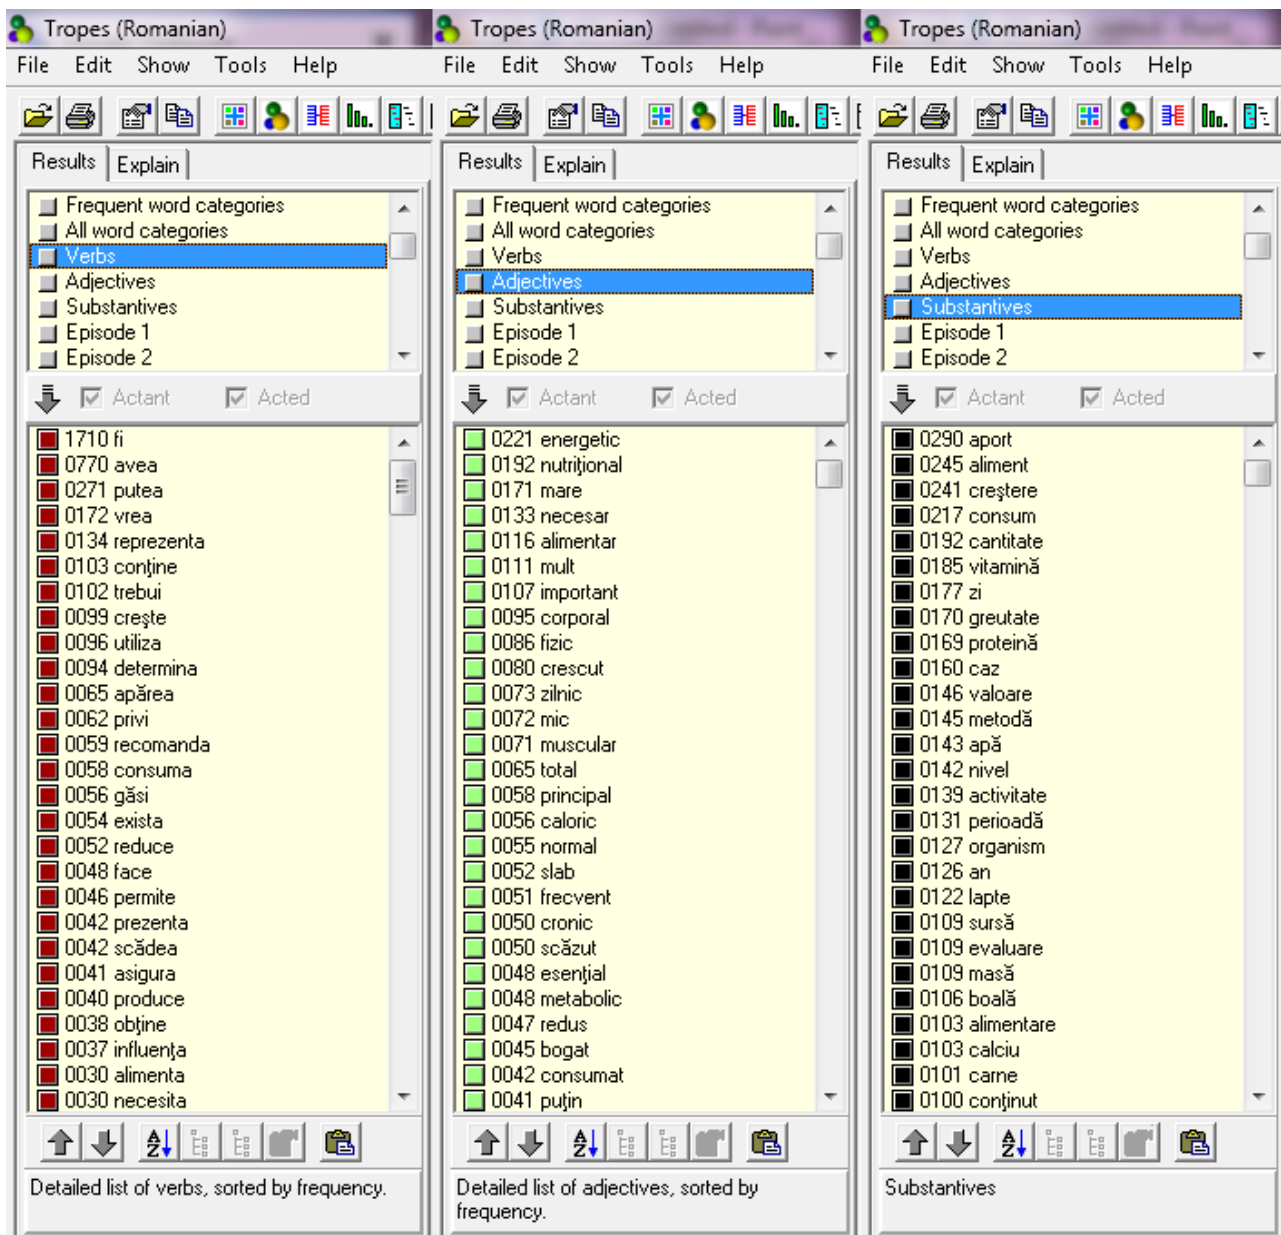 Tropes (Romanian)
File Edit Show Tools Help
Results Explain
Frequent word categories
All word categories
Verbs
Adjectives
Substantives
Episode 1
Episode 2
Actant Acted
1710 fi
0770 avea
0271 putea
0172 vrea
0134 reprezenta
0103 conţine
0102 trebui
0099 creşte
0096 utiliza
0094 determina
0065 apărea
0062 privi
0059 recomanda
0058 consuma
0056 găsi
0054 exista
0052 reduce
0048 face
0046 permite
0042 prezenta
0042 scădea
0041 asigura
0040 produce
0038 obţine
0037 influenţa
0030 alimenta
0030 necesita
Detailed list of verbs, sorted by frequency.
Tropes (Romanian)
File Edit Show Tools Help
Results Explain
Frequent word categories
All word categories
Verbs
Adjectives
Substantives
Episode 1
Episode 2
Actant Acted
0221 energetic
0192 nutriţional
0171 mare
0133 necesar
0116 alimentar
0111 mult
0107 important
0095 corporal
0086 fizic
0080 crescut
0073 zilnic
0072 mic
0071 muscular
0065 total
0058 principal
0056 caloric
0055 normal
0052 slab
0051 frecvent
0050 cronic
0050 scăzut
0048 esenţial
0048 metabolic
0047 redus
0045 bogat
0042 consumat
0041 puţin
Detailed list of adjectives, sorted by
frequency.
Tropes (Romanian)
File Edit Show Tools Help
Results Explain
Frequent word categories
All word categories
Verbs
Adjectives
Substantives
Episode 1
Episode 2
Actant Acted
0290 aport
0245 aliment
0241 creştere
0217 consum
0192 cantitate
0185 vitamină
0177 zi
0170 greutate
0169 proteină
0160 caz
0146 valoare
0145 metodă
0143 apă
0142 nivel
0139 activitate
0131 perioadă
0127 organism
0126 an
0122 lapte
0109 sursă
0109 evaluare
0109 masă
0106 boală
0103 alimentare
0103 calciu
0101 carne
0100 conţinut
Substantives